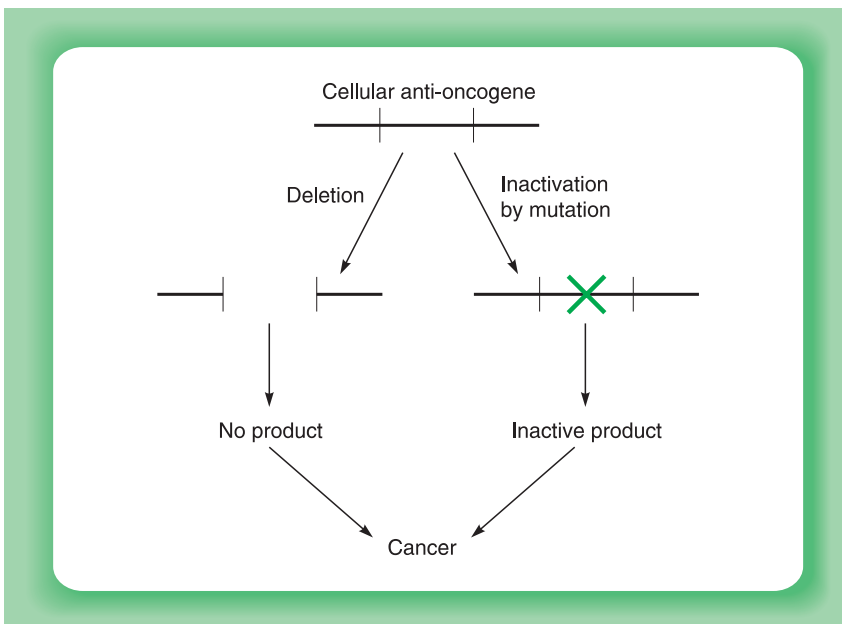 Cellular anti-oncogene
Deletion
Inactivation
by mutation
No product
Inactive product
Cancer